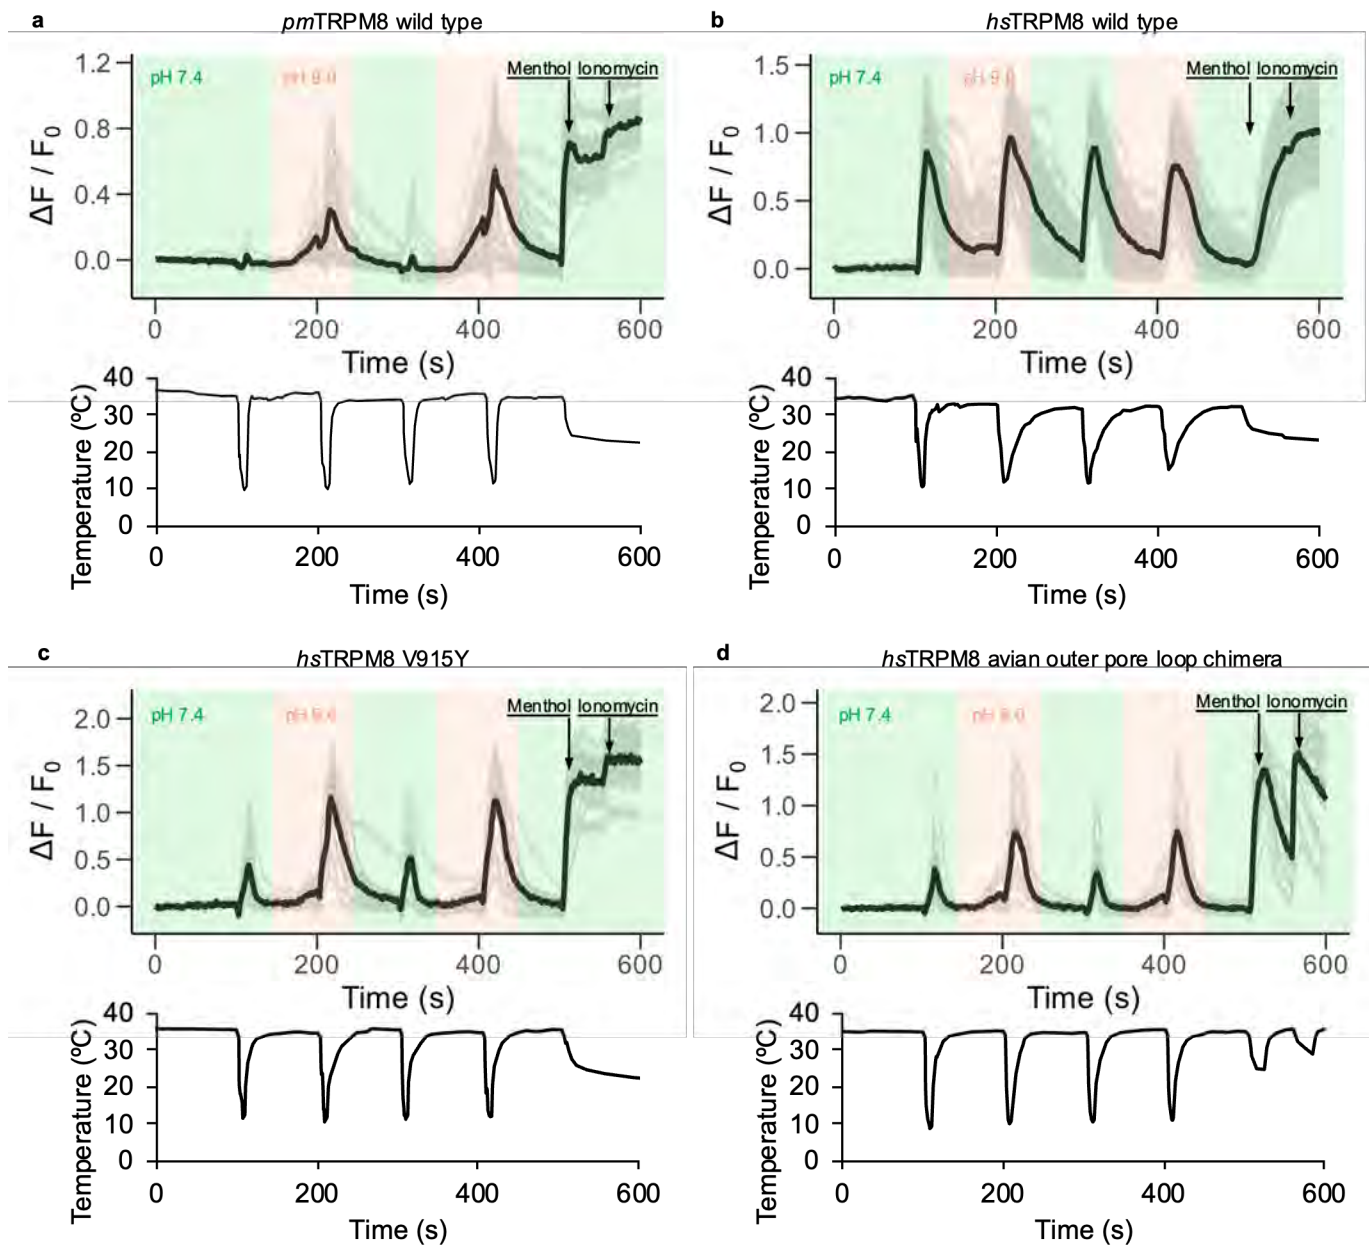 a
pmTRPM8 wild type
pH 7.4
pH 9.0
Menthol Ionomycin
ΔF / F0
1.2
0.8
0.4
0.0
0 200 400 600
Time (s)
Temperature (ºC)
40
30
20
10
0
0 200 400 600
Time (s)
b
hsTRPM8 wild type
pH 7.4
pH 9.0
Menthol Ionomycin
ΔF / F0
1.5
1.0
0.5
0.0
0 200 400 600
Time (s)
Temperature (ºC)
40
30
20
10
0
0 200 400 600
Time (s)
c
hsTRPM8 V915Y
pH 7.4
pH 9.0
Menthol Ionomycin
ΔF / F0
2.0
1.5
1.0
0.5
0.0
0 200 400 600
Time (s)
Temperature (ºC)
40
30
20
10
0
0 200 400 600
Time (s)
d
hsTRPM8 avian outer pore loop chimera
pH 7.4
pH 9.0
Menthol Ionomycin
ΔF / F0
2.0
1.5
1.0
0.5
0.0
0 200 400 600
Time (s)
Temperature (ºC)
40
30
20
10
0
0 200 400 600
Time (s)